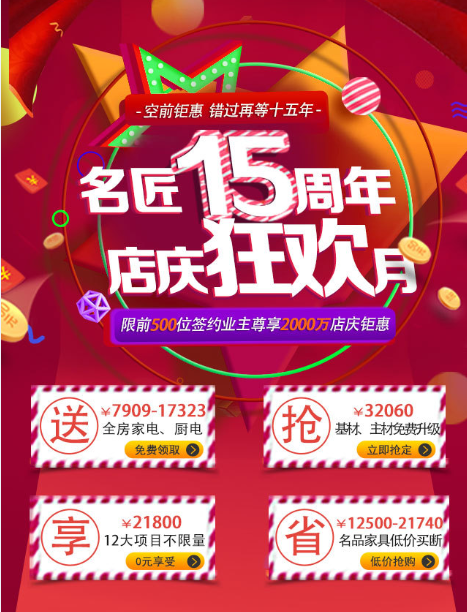 -空前钜惠 错过再等十五年-
名匠15周年
店庆狂欢月
限前500位签约业主尊享2000万店庆钜惠
送
¥7909-17323
全房家电、厨电
免费领取
抢
¥32060
基材、主材免费升级
立即抢定
享
¥21800
12大项目不限量
0元享受
省
¥12500-21740
名品家具低价买断
低价抢购